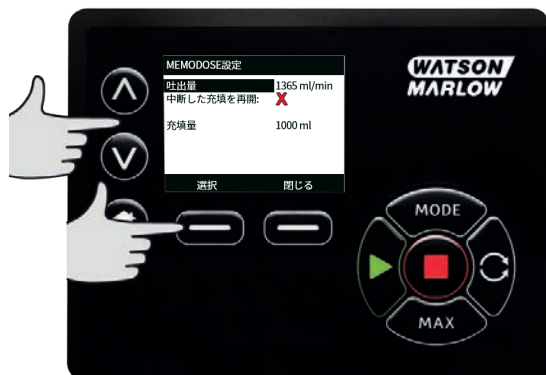 MEMODOSE設定
吐出量 1365 ml/min
中断した充填を再開: X
充填量 1000 ml
選択 閉じる
WATSON
MARLOW
MODE
MAX